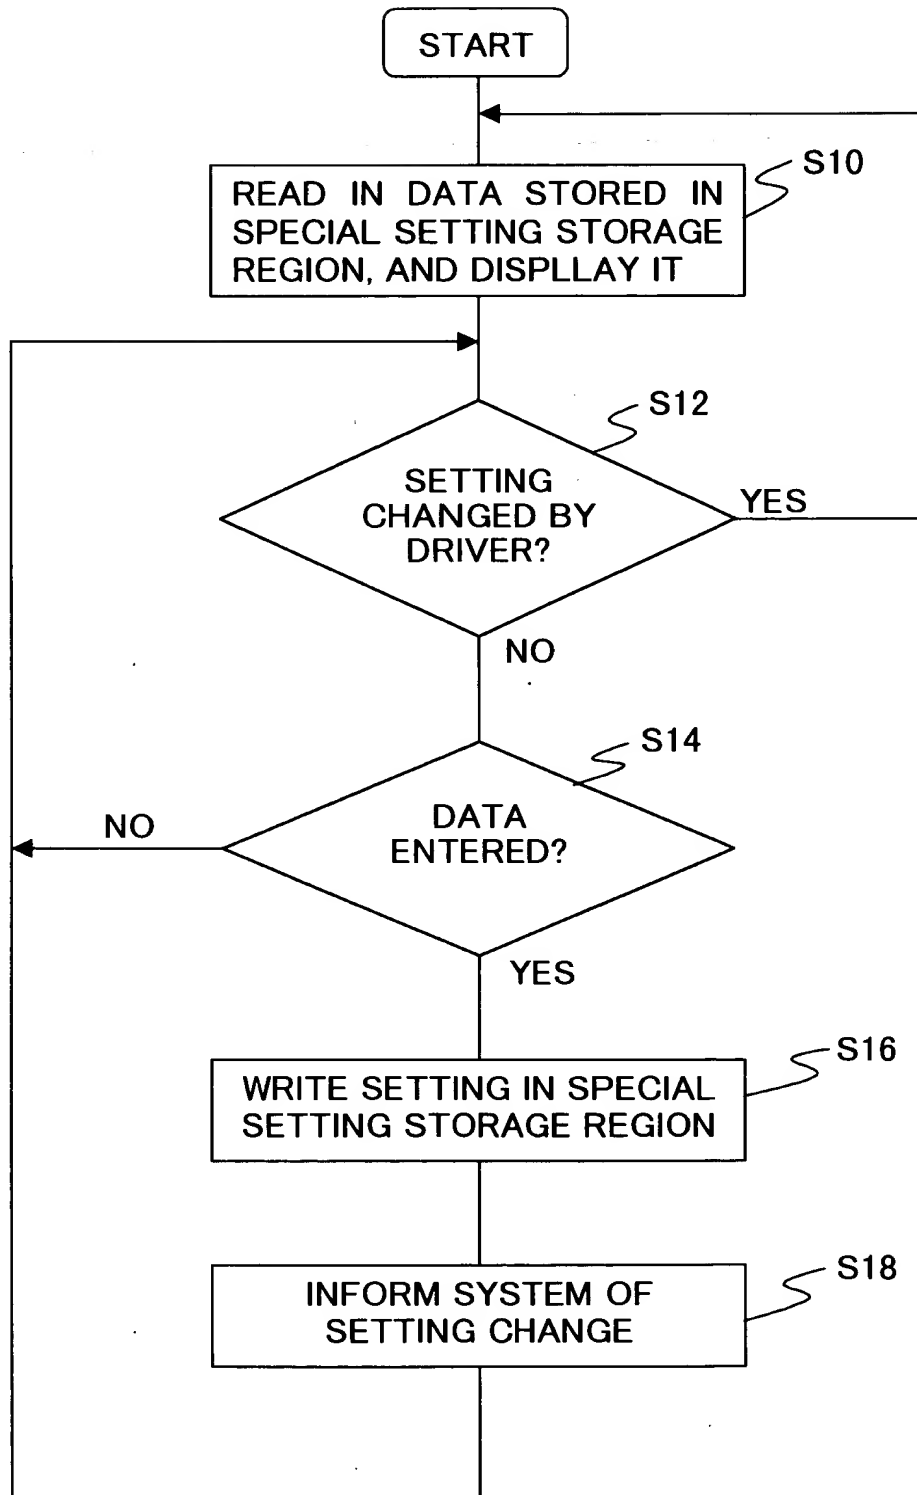 START
S10
READ IN DATA STORED IN
SPECIAL SETTING STORAGE
REGION, AND DISPLLAY IT
S12
SETTING
CHANGED BY
DRIVER?
YES
NO
S14
DATA
ENTERED?
NO
YES
S16
WRITE SETTING IN SPECIAL
SETTING STORAGE REGION
S18
INFORM SYSTEM OF
SETTING CHANGE